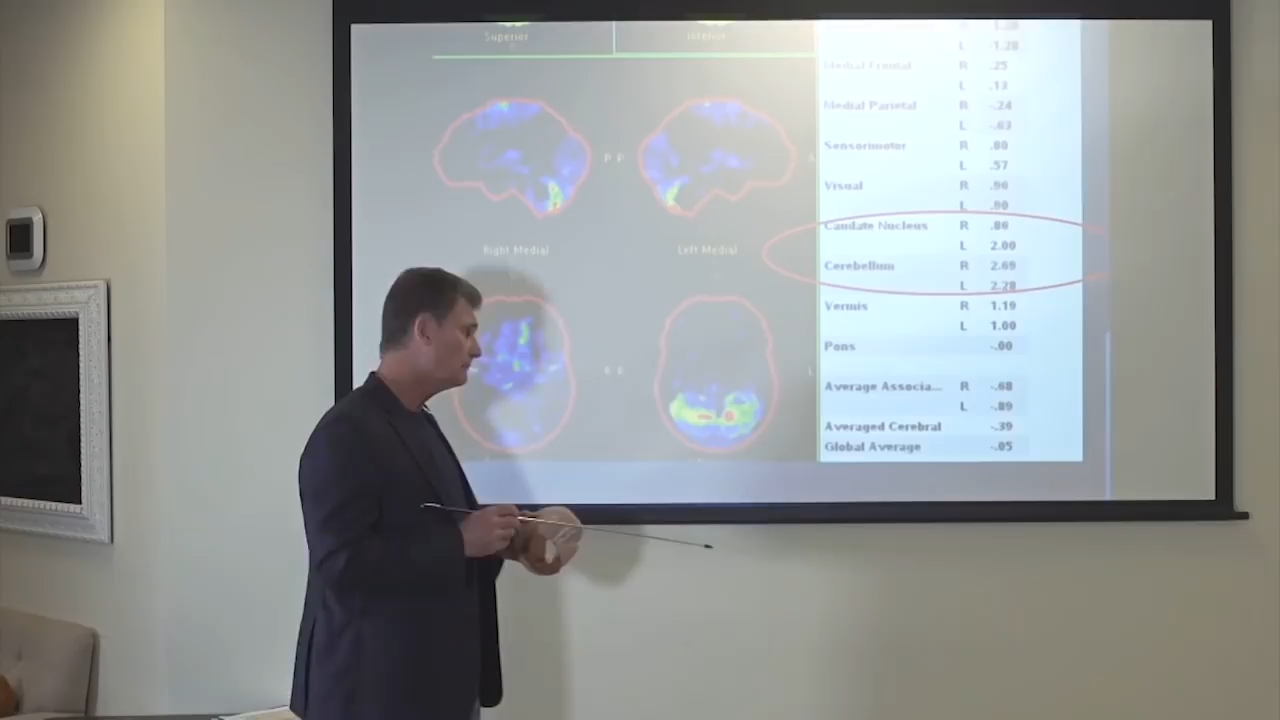 Superior
Inferior
Right Medial
Left Medial
P P
R R
L -1.28
Medial Frontal R .25
L .13
Medial Parietal R -.24
L -.63
Sensorimotor R .80
L .57
Visual R .96
L .90
Caudate Nucleus R .86
L 2.00
Cerebellum R 2.69
L 2.28
Vermis R 1.19
L 1.00
Pons -.00
Average Associa... R -.68
L -.89
Averaged Cerebral -.39
Global Average -.05